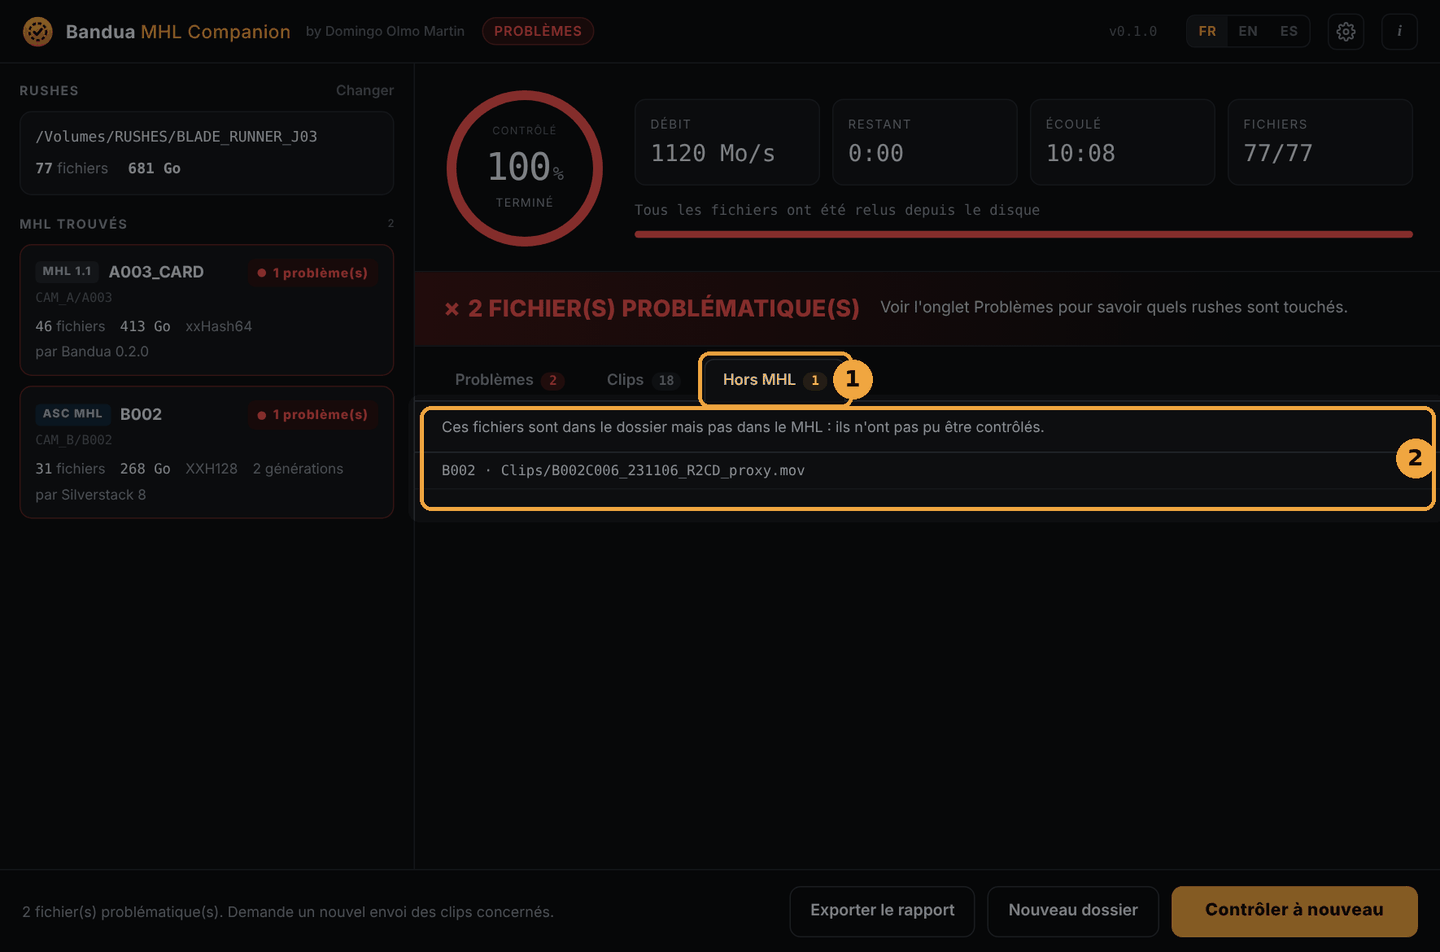 Bandua MHL Companion by Domingo Olmo Martin PROBLÈMES v0.1.0 FR EN ES i
RUSHES Changer
/Volumes/RUSHES/BLADE_RUNNER_J03
77 fichiers 681 Go
MHL TROUVÉS 2
MHL 1.1 A003_CARD 1 problème(s)
CAM_A/A003
46 fichiers 413 Go xxHash64
par Bandua 0.2.0
ASC MHL B002 1 problème(s)
CAM_B/B002
31 fichiers 268 Go XXH128 2 générations
par Silverstack 8
CONTRÔLÉ
100%
TERMINÉ
DÉBIT
1120 Mo/s
RESTANT
0:00
ÉCOULÉ
10:08
FICHIERS
77/77
Tous les fichiers ont été relus depuis le disque
× 2 FICHIER(S) PROBLÉMATIQUE(S) Voir l'onglet Problèmes pour savoir quels rushes sont touchés.
Problèmes 2 Clips 18 Hors MHL 1 1
Ces fichiers sont dans le dossier mais pas dans le MHL : ils n'ont pas pu être contrôlés.
2
B002 · Clips/B002C006_231106_R2CD_proxy.mov
2 fichier(s) problématique(s). Demande un nouvel envoi des clips concernés.
Exporter le rapport Nouveau dossier Contrôler à nouveau